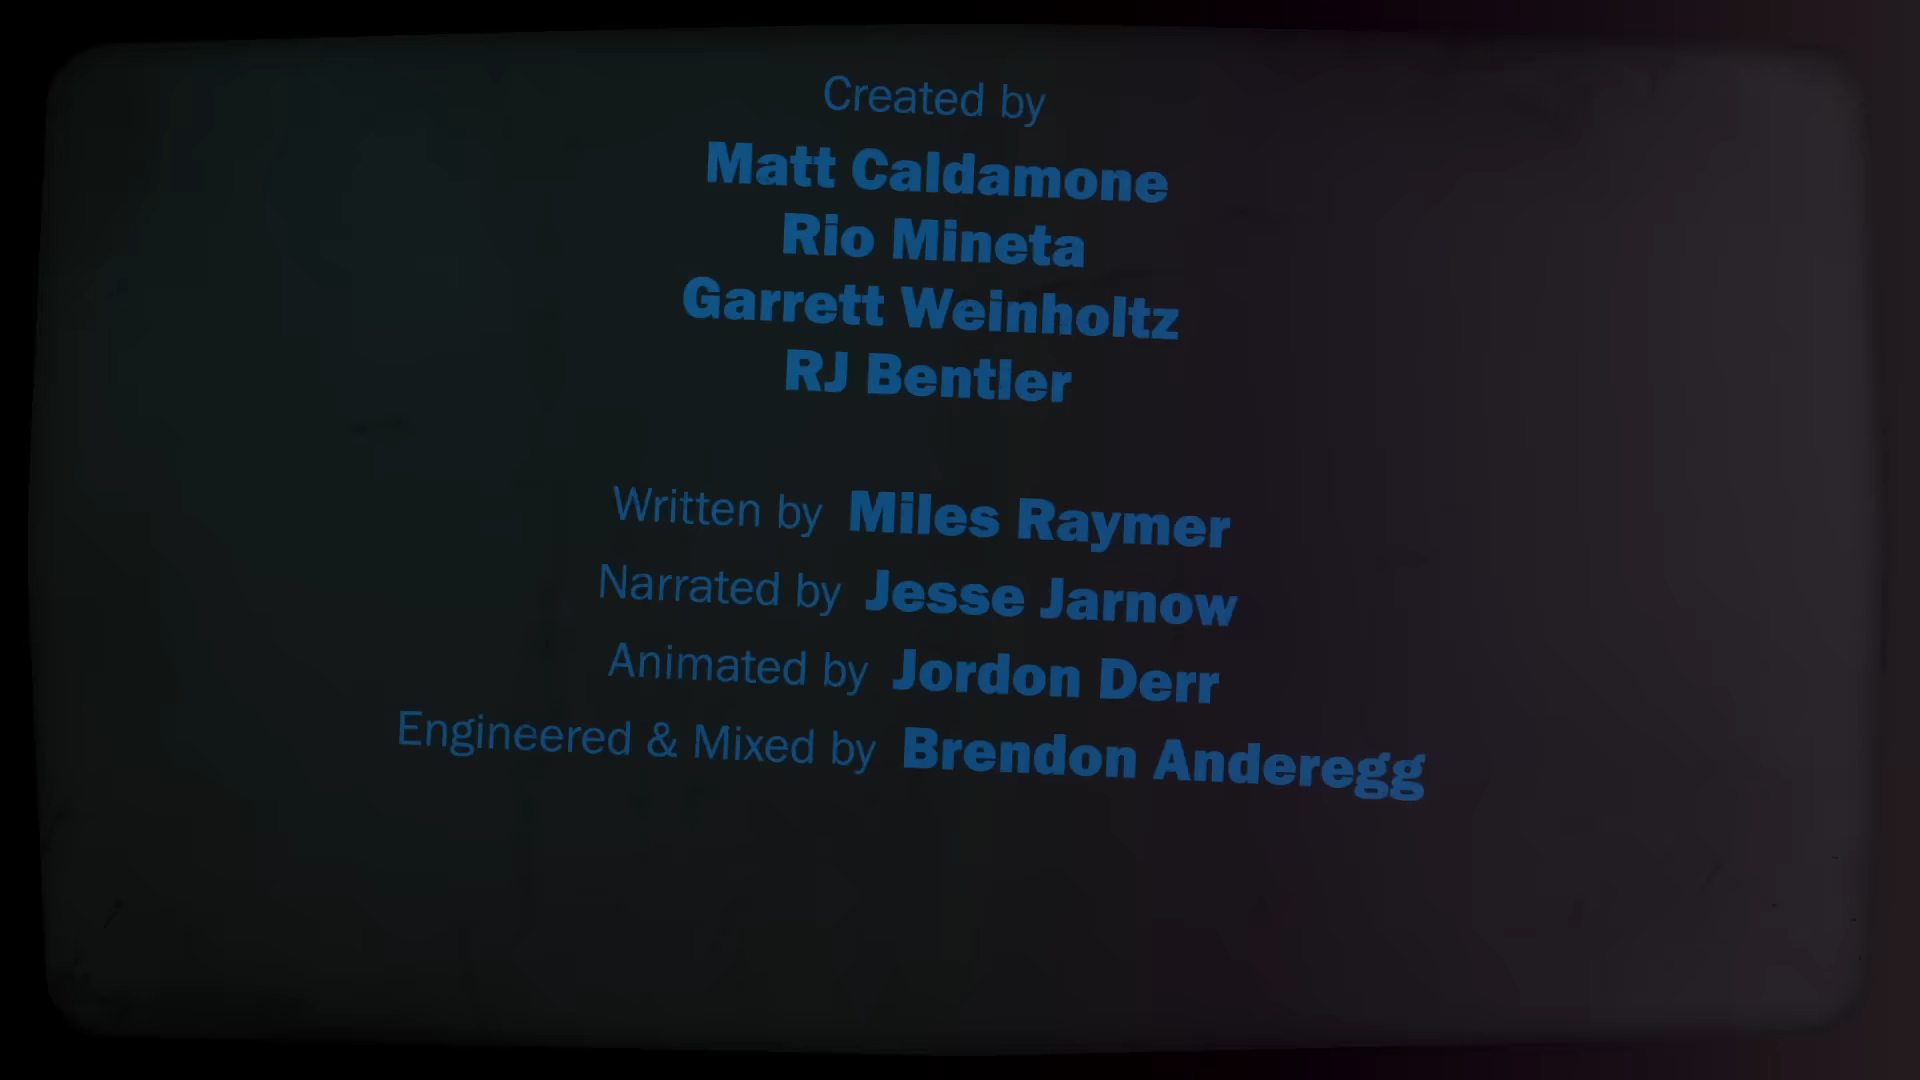 Created by
Matt Caldamone
Rio Mineta
Garrett Weinholtz
RJ Bentler
Written by Miles Raymer
Narrated by Jesse Jarnow
Animated by Jordon Derr
Engineered & Mixed by Brendon Anderegg